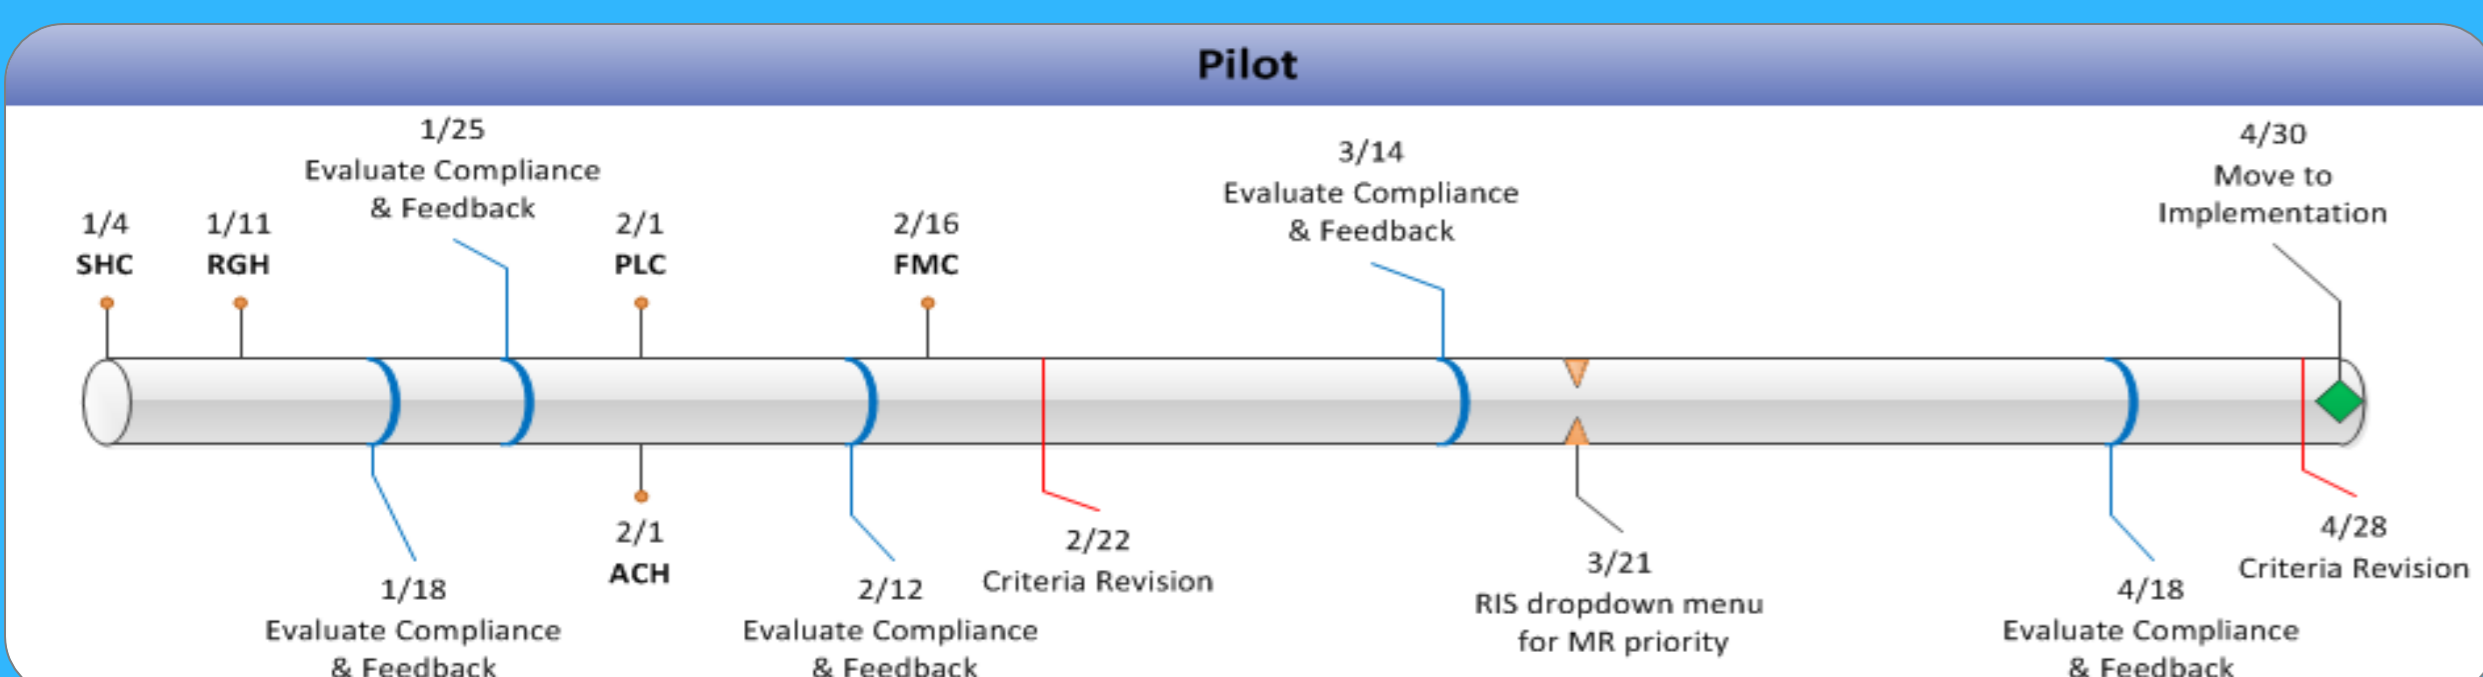 Pilot
1/25
Evaluate Compliance
& Feedback
3/14
Evaluate Compliance
& Feedback
4/30
Move to
Implementation
1/4
SHC
1/11
RGH
2/1
PLC
2/16
FMC
2/1
ACH
2/22
Criteria Revision
4/28
Criteria Revision
3/21
RIS dropdown menu
for MR priority
1/18
Evaluate Compliance
& Feedback
2/12
Evaluate Compliance
& Feedback
4/18
Evaluate Compliance
& Feedback